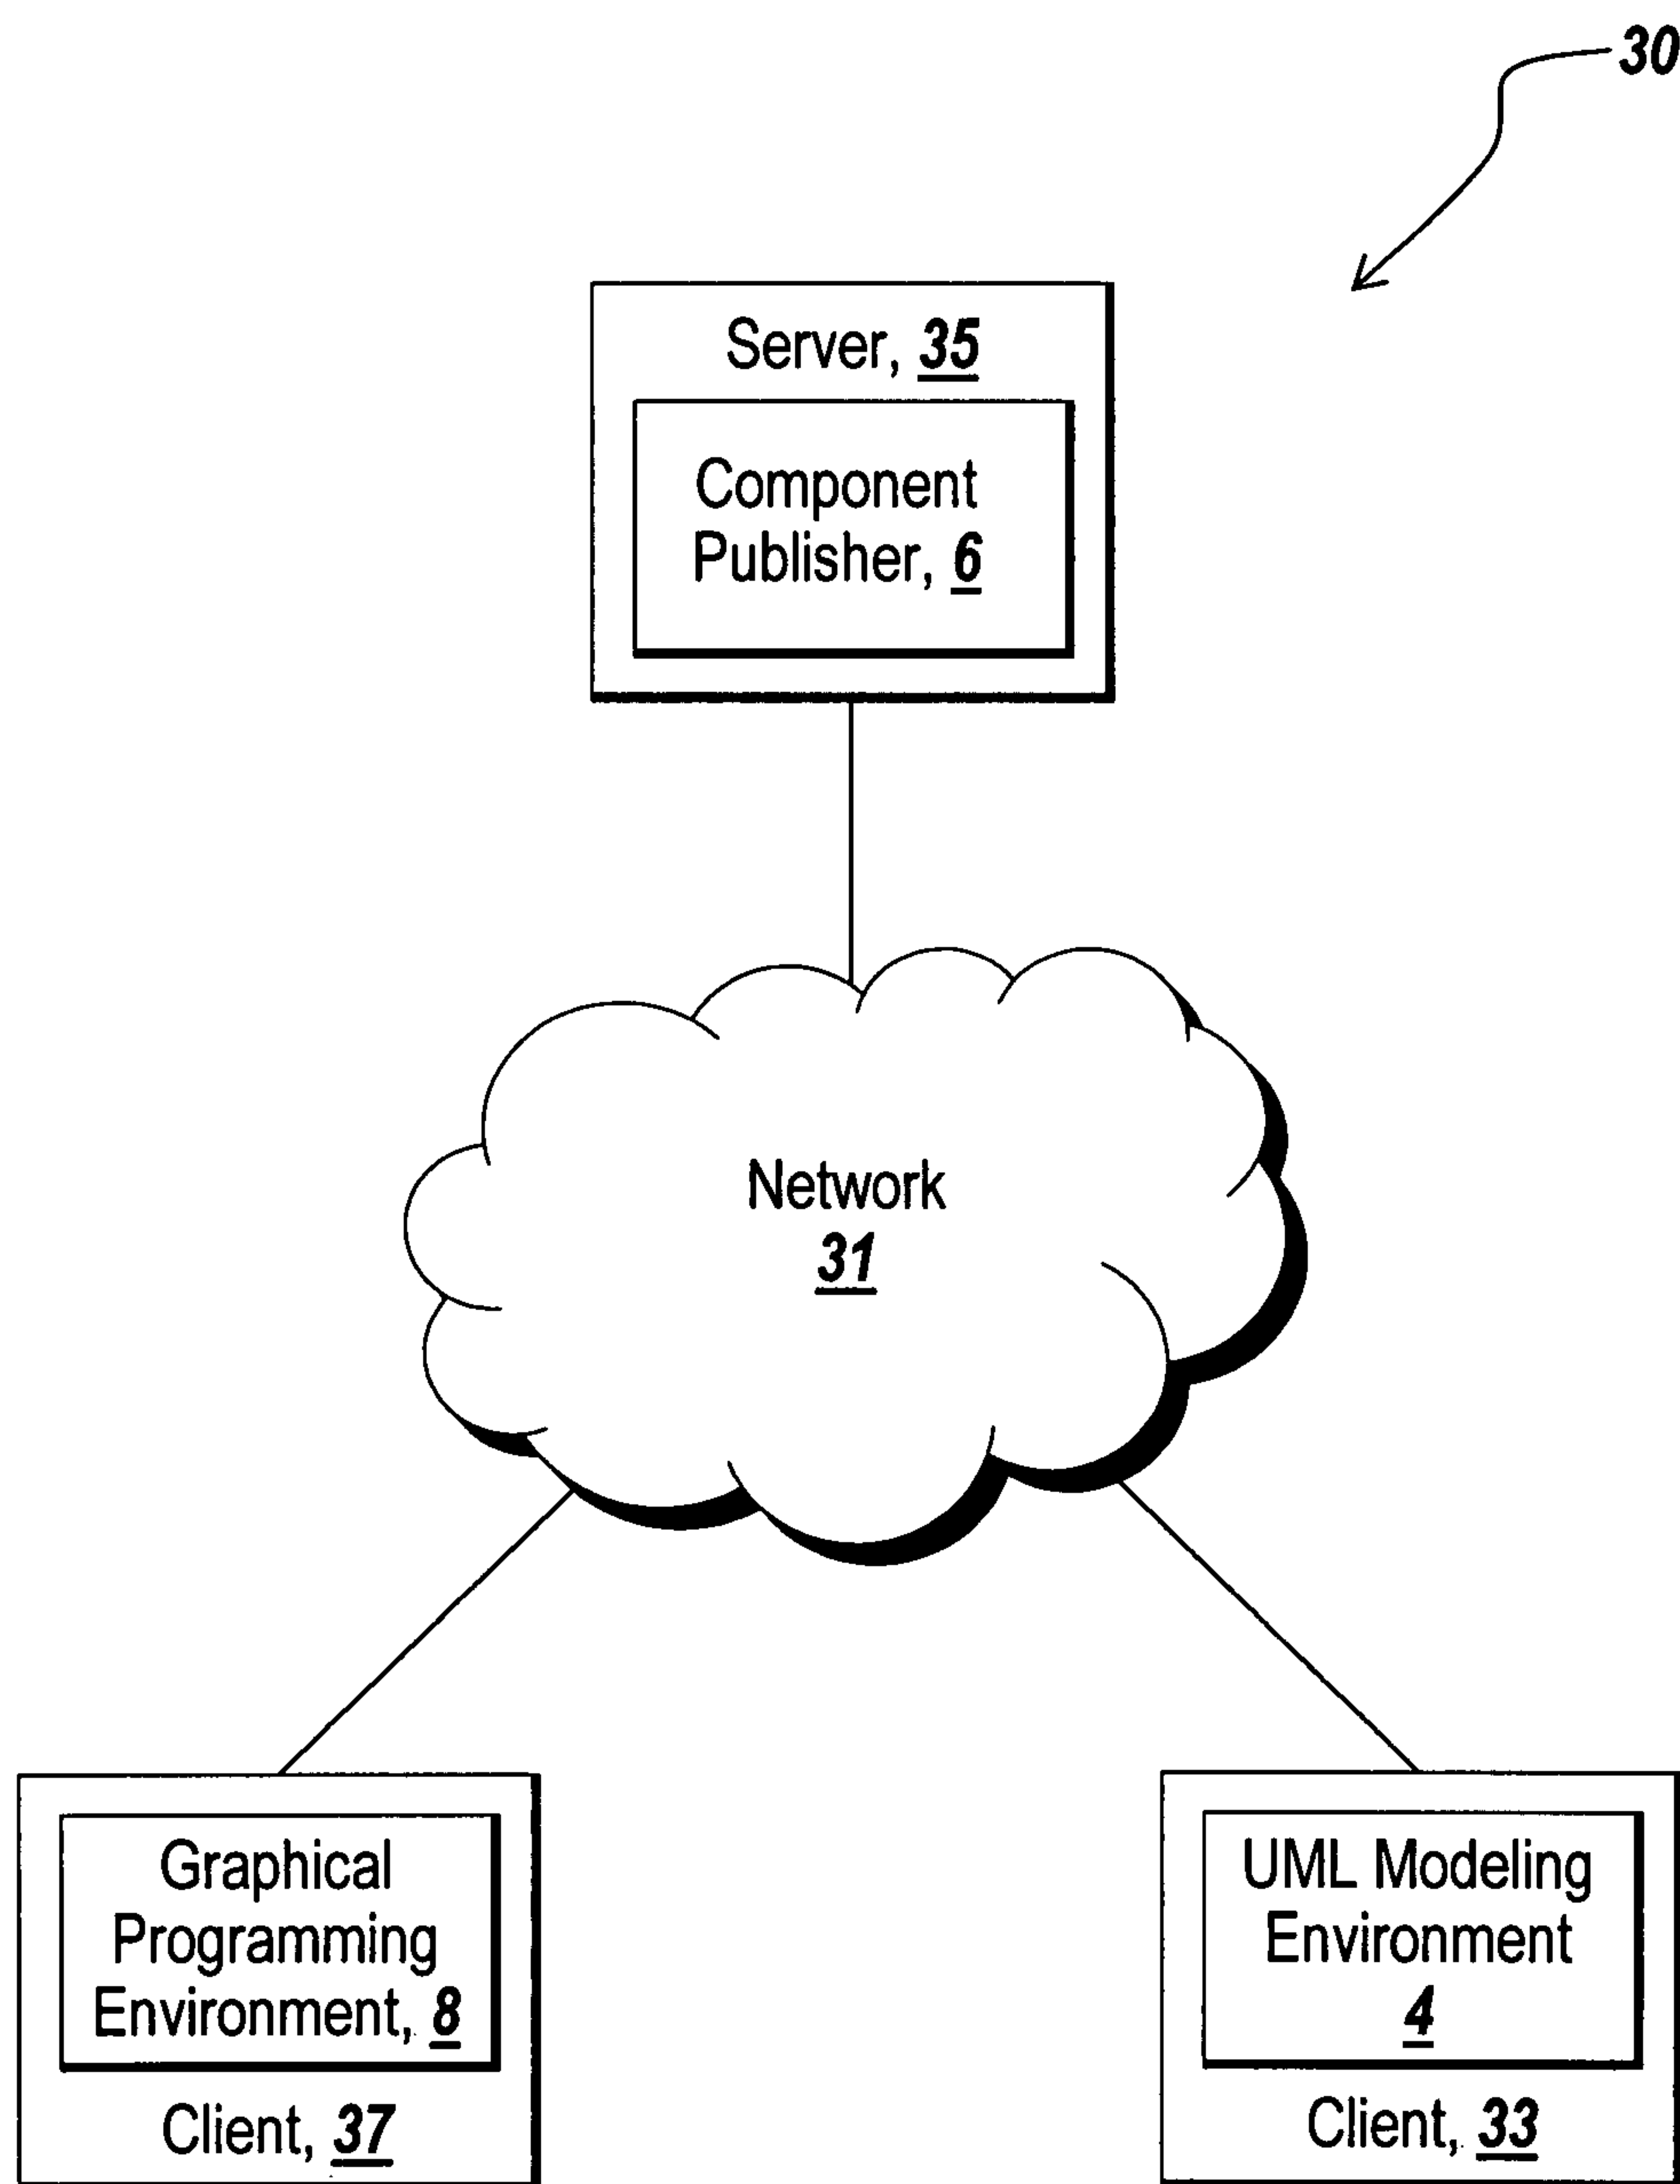 30
Server, 35
Component
Publisher, 6
Network
31
Graphical
Programming
Environment, 8
Client, 37
UML Modeling
Environment
4
Client, 33